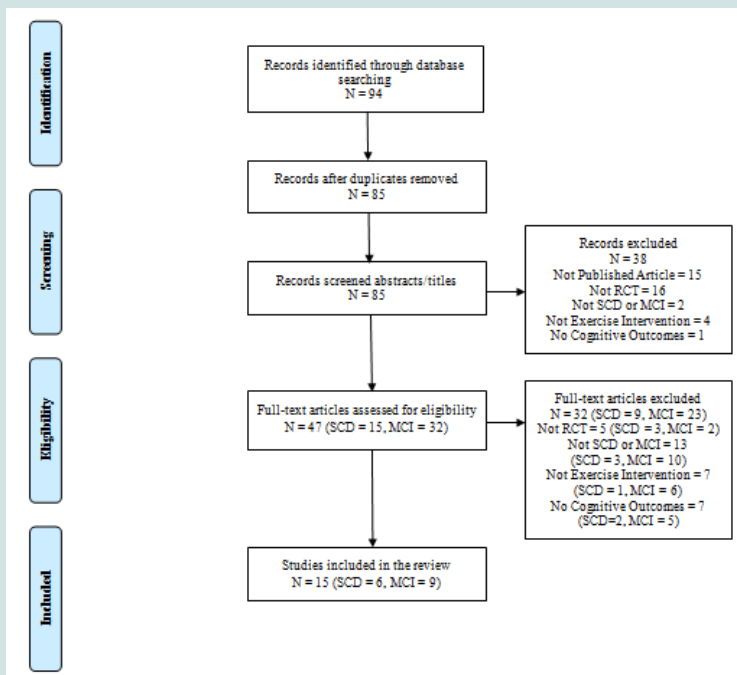 Identification
Records identified through database
searching
N = 94
Records after duplicates removed
N = 85
Screening
Records screened abstracts/titles
N = 85
Records excluded
N = 38
Not Published Article = 15
Not RCT = 16
Not SCD or MCI = 2
Not Exercise Intervention = 4
No Cognitive Outcomes = 1
Eligibility
Full-text articles assessed for eligibility
N = 47 (SCD = 15, MCI = 32)
Full-text articles excluded
N = 32 (SCD = 9, MCI = 23)
Not RCT = 5 (SCD = 3, MCI = 2)
Not SCD or MCI = 13
(SCD = 3, MCI = 10)
Not Exercise Intervention = 7
(SCD = 1, MCI = 6)
No Cognitive Outcomes = 7
(SCD=2, MCI = 5)
Included
Studies included in the review
N = 15 (SCD = 6, MCI = 9)